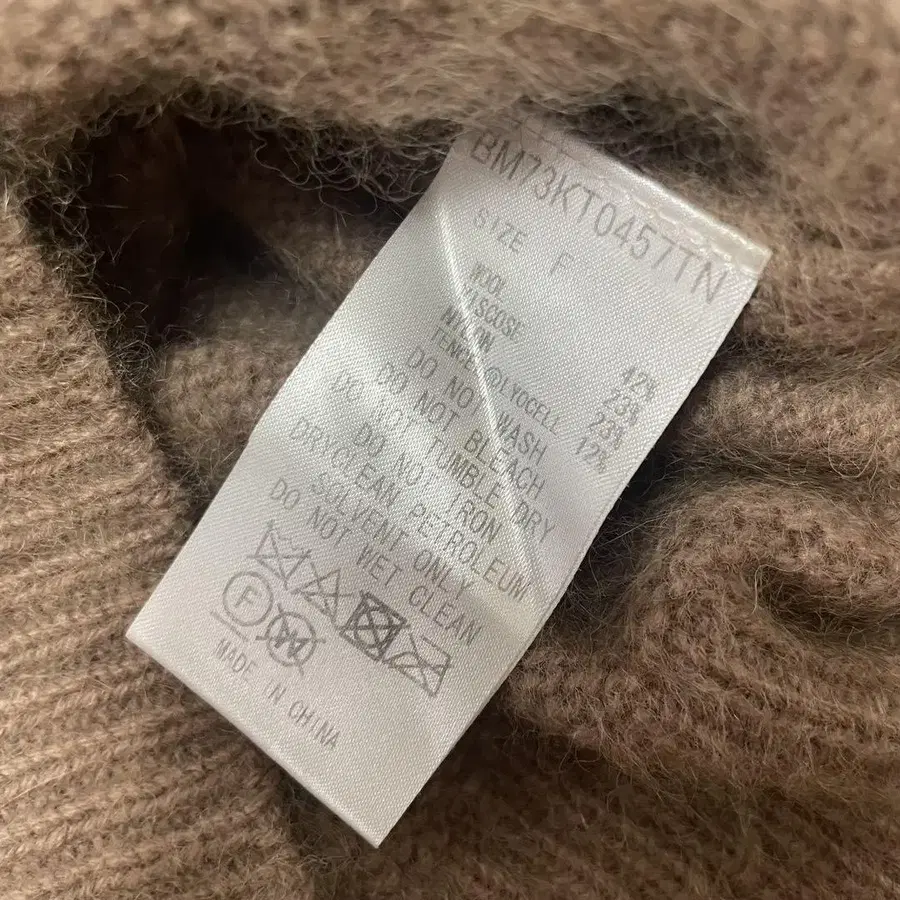 BM73KT0457TN
SIZE F
WOOL 42%
VISCOSE 23%
NYLON 23%
TENCEL®LYOCELL 12%
DO NOT WASH
DO NOT BLEACH
DO NOT TUMBLE DRY
DO NOT IRON
DRYCLEAN PETROLEUM
SOLVENT ONLY
DO NOT WET CLEAN
F W
MADE IN CHINA